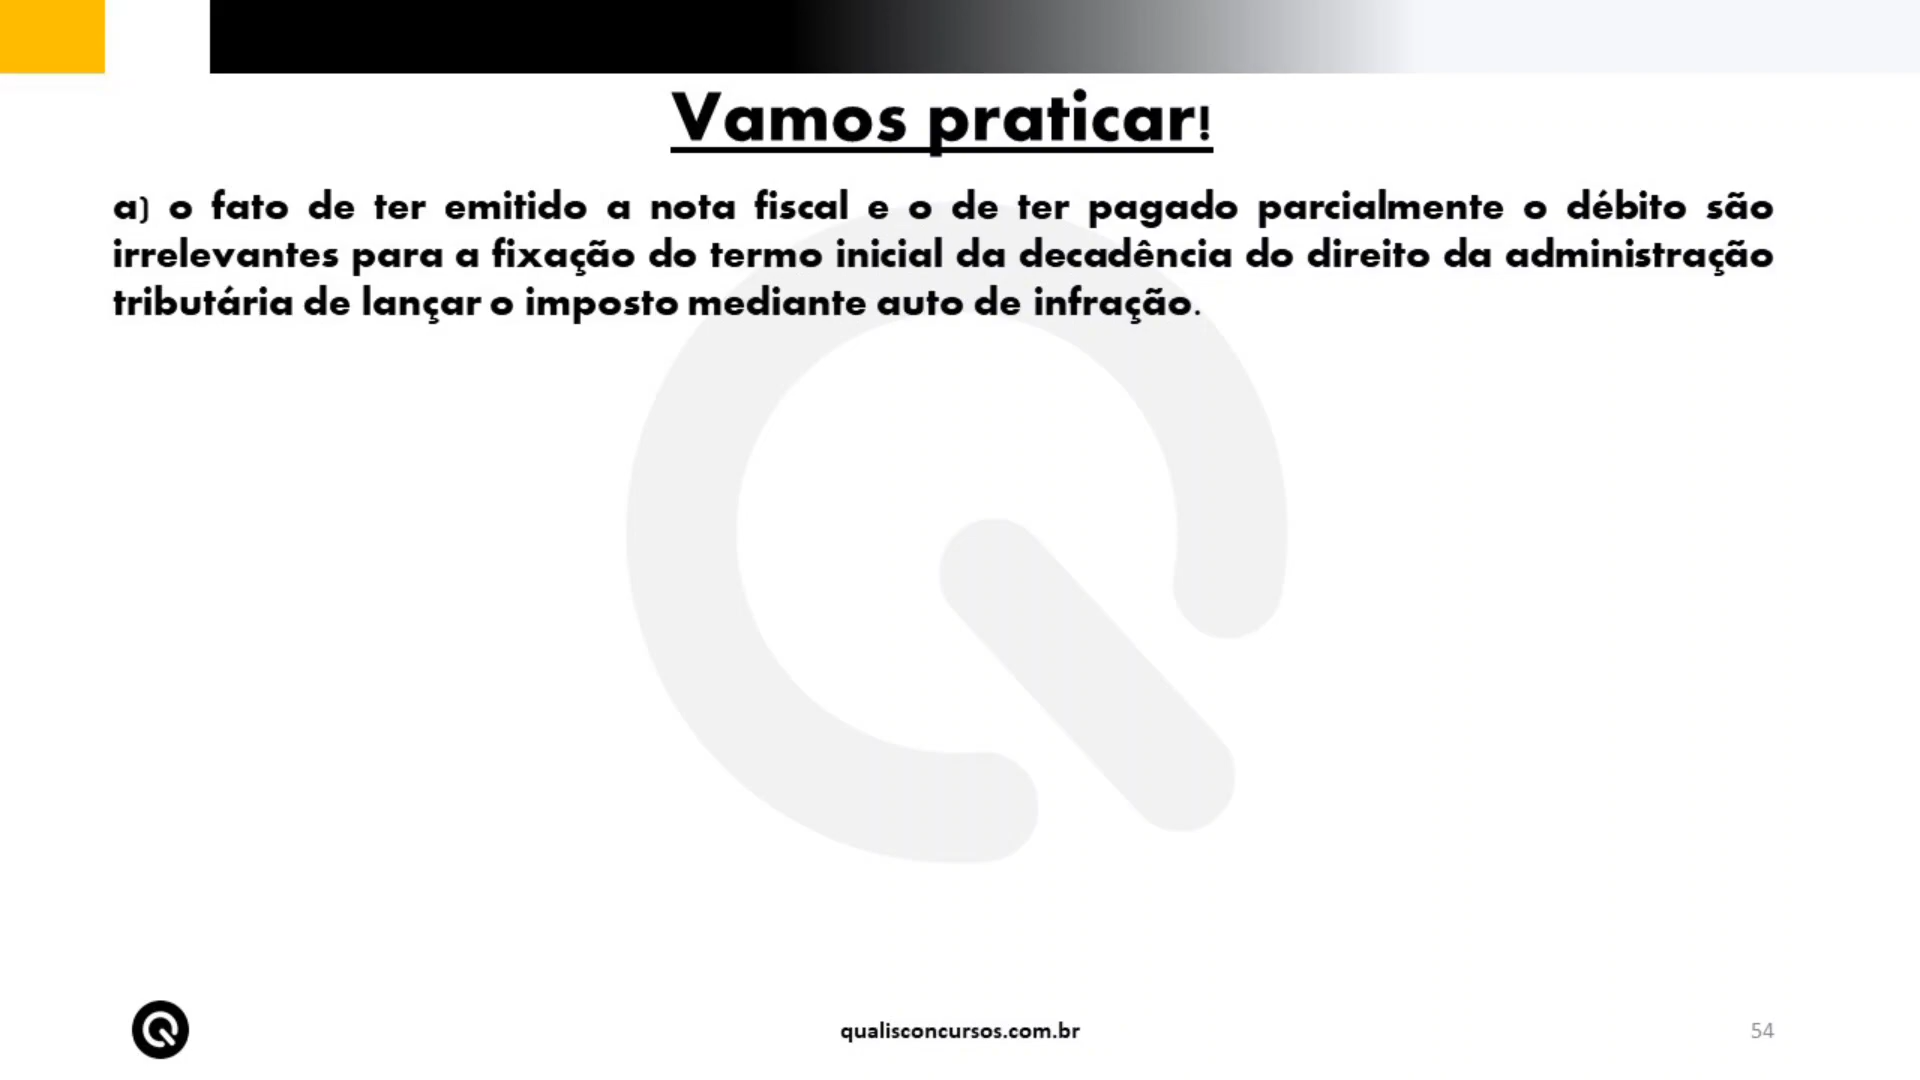 Vamos praticar!
a) o fato de ter emitido a nota fiscal e o de ter pagado parcialmente o débito são
irrelevantes para a fixação do termo inicial da decadência do direito da administração
tributária de lançar o imposto mediante auto de infração.
qualisconcursos.com.br
54